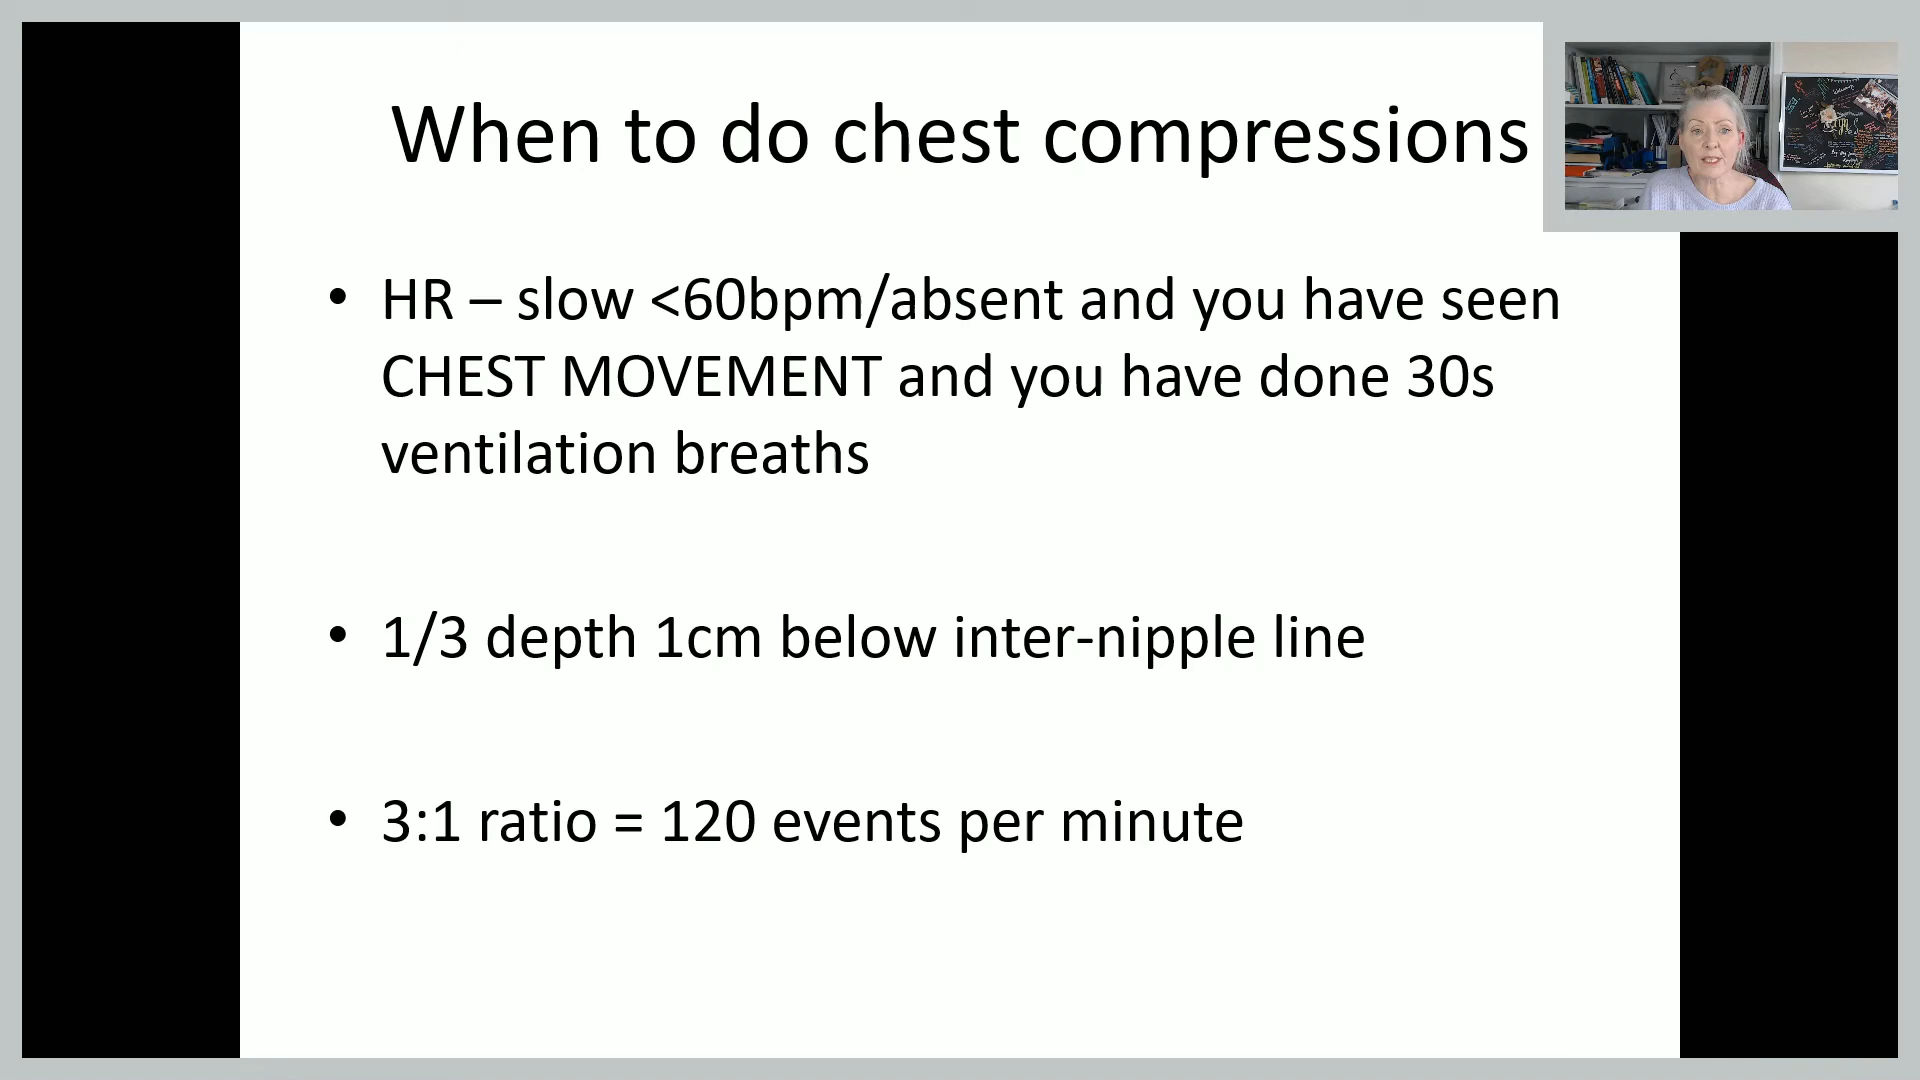 When to do chest compressions
• HR – slow <60bpm/absent and you have seen
CHEST MOVEMENT and you have done 30s
ventilation breaths
• 1/3 depth 1cm below inter-nipple line
• 3:1 ratio = 120 events per minute